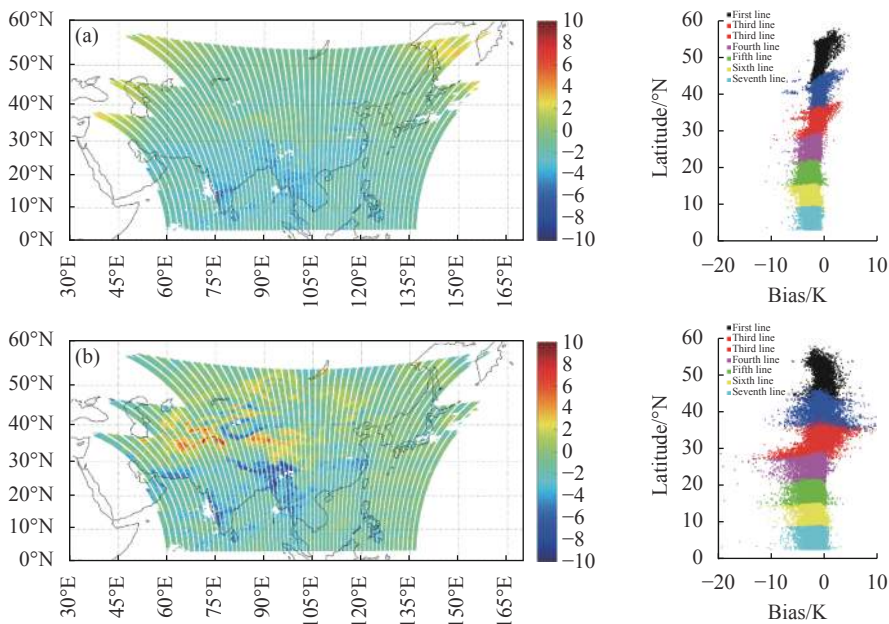 (a)
60°N
50°N
40°N
30°N
20°N
10°N
0°N
30°E
45°E
60°E
75°E
90°E
105°E
120°E
135°E
150°E
165°E
10
8
6
4
2
0
−2
−4
−6
−8
−10
First line
Third line
Third line
Fourth line
Fifth line
Sixth line
Seventh line
Latitude/°N
60
50
40
30
20
10
0
−20
−10
0
10
Bias/K
(b)
60°N
50°N
40°N
30°N
20°N
10°N
0°N
30°E
45°E
60°E
75°E
90°E
105°E
120°E
135°E
150°E
165°E
10
8
6
4
2
0
−2
−4
−6
−8
−10
First line
Third line
Third line
Fourth line
Fifth line
Sixth line
Seventh line
Latitude/°N
60
50
40
30
20
10
0
−20
−10
0
10
Bias/K